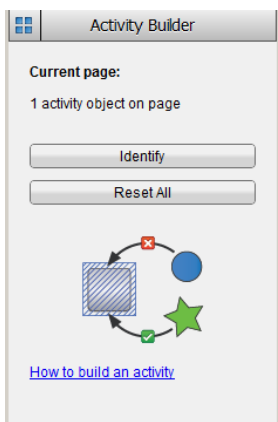 Activity Builder
Current page:
1 activity object on page
Identify
Reset All
How to build an activity